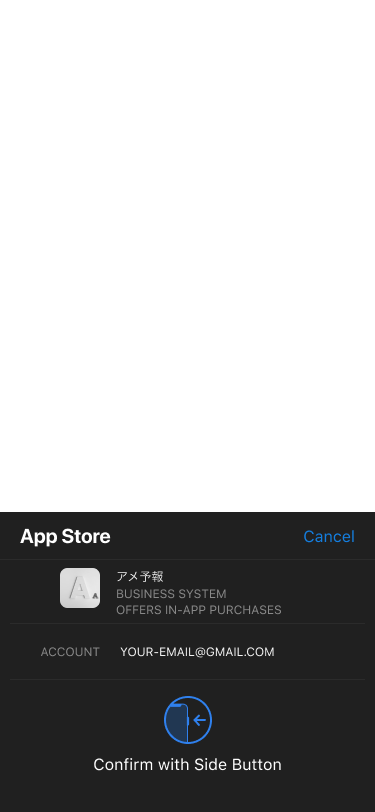 App Store
Cancel
A
A
アメ予報
BUSINESS SYSTEM
OFFERS IN-APP PURCHASES
ACCOUNT
YOUR-EMAIL@GMAIL.COM
Confirm with Side Button